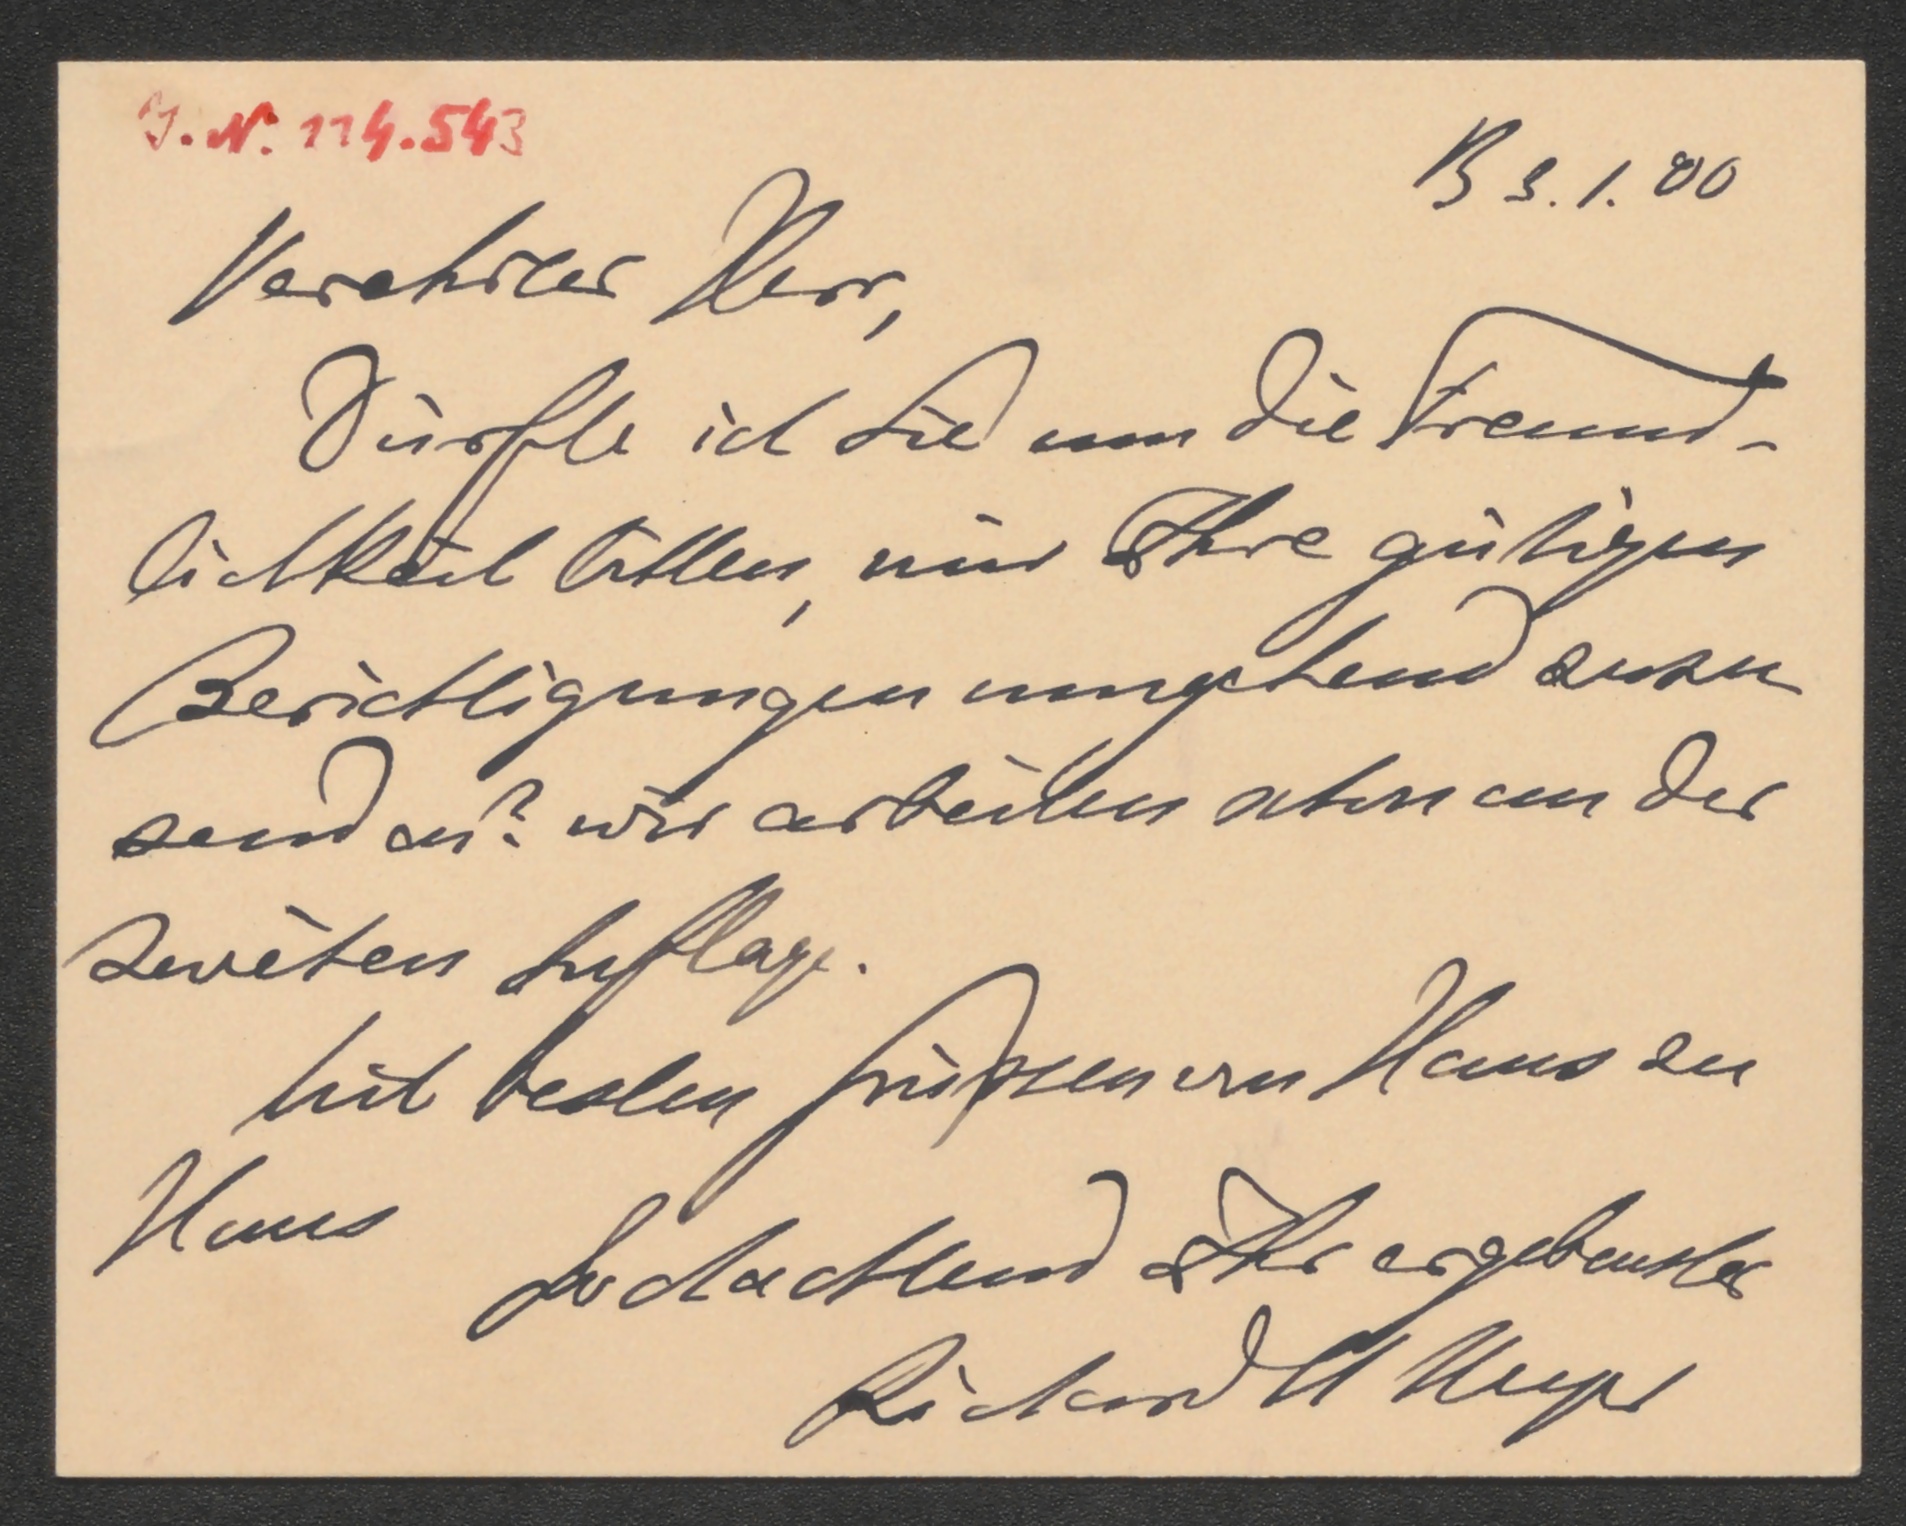 J. N. 114.543
B 3. 1. 00
Verehrter Herr,
Dürfte ich Sie um die Freund-
lichkeit bitten, mir Ihre gütigen
Berichtigungen umgehend zuzu
senden? wir arbeiten schon an der
zweiten Auflage.
Mit besten Grüssen von Haus zu
Haus
Hochachtend Ihr ergebenster
Richard M Meyer